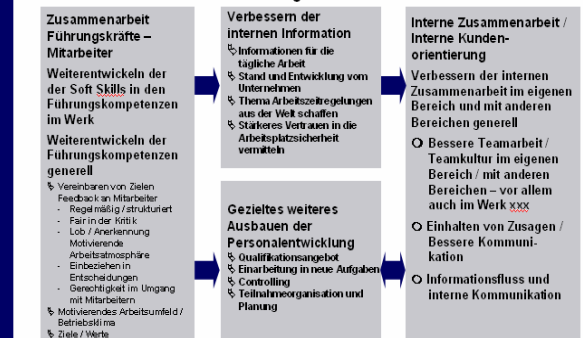 Zusammenarbeit
Führungskräfte –
Mitarbeiter
Weiterentwickeln der
der Soft Skills in den
Führungskompetenzen
im Werk
Weiterentwickeln der
Führungskompetenzen
generell
Vereinbaren von Zielen
Feedback an Mitarbeiter
- Regelmäßig / strukturiert
- Fair in der Kritik
- Lob / Anerkennung
Motivierende
Arbeitsatmosphäre
- Einbeziehen in
Entscheidungen
- Gerechtigkeit im Umgang
mit Mitarbeitern
Motivierendes Arbeitsumfeld /
Betriebsklima
Ziele / Werte
Verbessern der
internen Information
Informationen für die
tägliche Arbeit
Stand und Entwicklung vom
Unternehmen
Thema Arbeitszeitregelungen
aus der Welt schaffen
Stärkeres Vertrauen in die
Arbeitsplatzsicherheit
vermitteln
Gezieltes weiteres
Ausbauen der
Personalentwicklung
Qualifikationsangebot
Einarbeitung in neue Aufgaben
Controlling
Teilnahmeorganisation und
Planung
Interne Zusammenarbeit /
Interne Kunden-
orientierung
Verbessern der internen
Zusammenarbeit im eigenen
Bereich und mit anderen
Bereichen generell
Bessere Teamarbeit /
Teamkultur im eigenen
Bereich / mit anderen
Bereichen – vor allem
auch im Werk xxx
Einhalten von Zusagen /
Bessere Kommuni-
kation
Informationsfluss und
interne Kommunikation